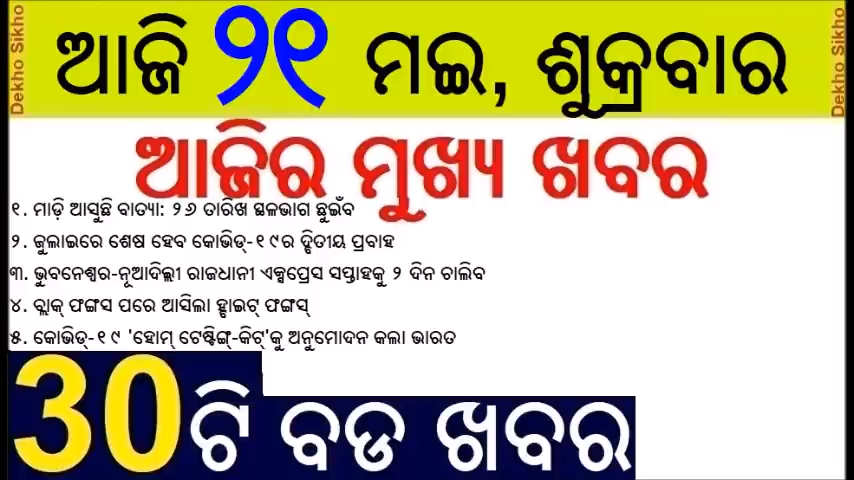 Dekho Sikho
ଆଜି ୨୧ ମଇ, ଶୁକ୍ରବାର
Dekho Sikho
ଆଜିର ମୁଖ୍ୟ ଖବର
୧. ମାଡ଼ି ଆସୁଛି ବାତ୍ୟା: ୨୬ ତାରିଖ ସ୍ଥଳଭାଗ ଛୁଇଁବ
୨. ଜୁଲାଇରେ ଶେଷ ହେବ କୋଭିଡ୍-୧୯ର ଦ୍ୱିତୀୟ ପ୍ରବାହ
୩. ଭୁବନେଶ୍ୱର-ନୂଆଦିଲ୍ଲୀ ରାଜଧାନୀ ଏକ୍ସପ୍ରେସ ସପ୍ତାହକୁ ୨ ଦିନ ଚାଲିବ
୪. ବ୍ଲାକ୍ ଫଙ୍ଗସ ପରେ ଆସିଲା ହ୍ୱାଇଟ୍ ଫଙ୍ଗସ୍
୫. କୋଭିଡ୍-୧୯ 'ହୋମ୍ ଟେଷ୍ଟିଙ୍ଗ୍-କିଟ୍'କୁ ଅନୁମୋଦନ କଲା ଭାରତ
30ଟି ବଡ ଖବର